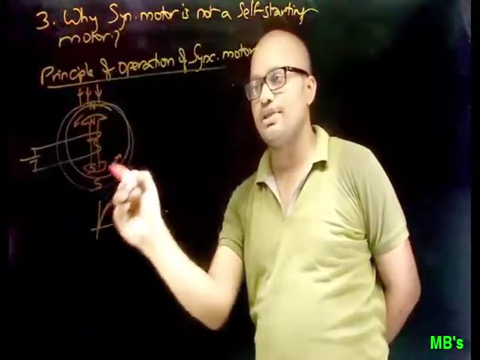 3. Why Syn. motor is not a Self-starting
motor?
Principle of Operation of Sync. motor
N
S
MB's